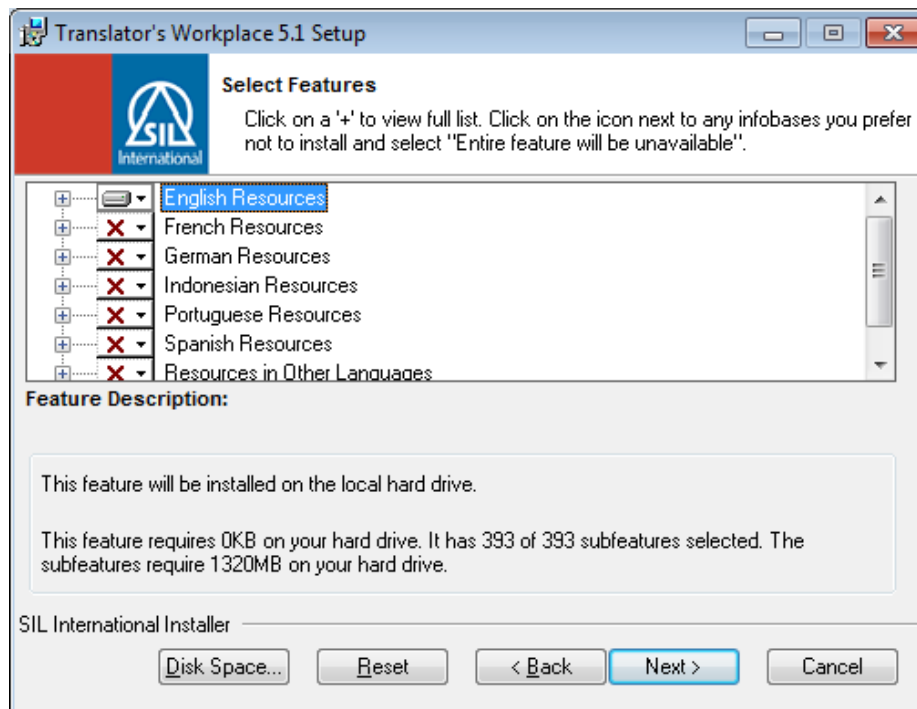 Translator's Workplace 5.1 Setup
Select Features
Click on a '+' to view full list. Click on the icon next to any infobases you prefer
not to install and select "Entire feature will be unavailable".
SIL
International
English Resources
French Resources
German Resources
Indonesian Resources
Portuguese Resources
Spanish Resources
Resources in Other Languages
Feature Description:
This feature will be installed on the local hard drive.
This feature requires 0KB on your hard drive. It has 393 of 393 subfeatures selected. The
subfeatures require 1320MB on your hard drive.
SIL International Installer
Disk Space...
Reset
< Back
Next >
Cancel